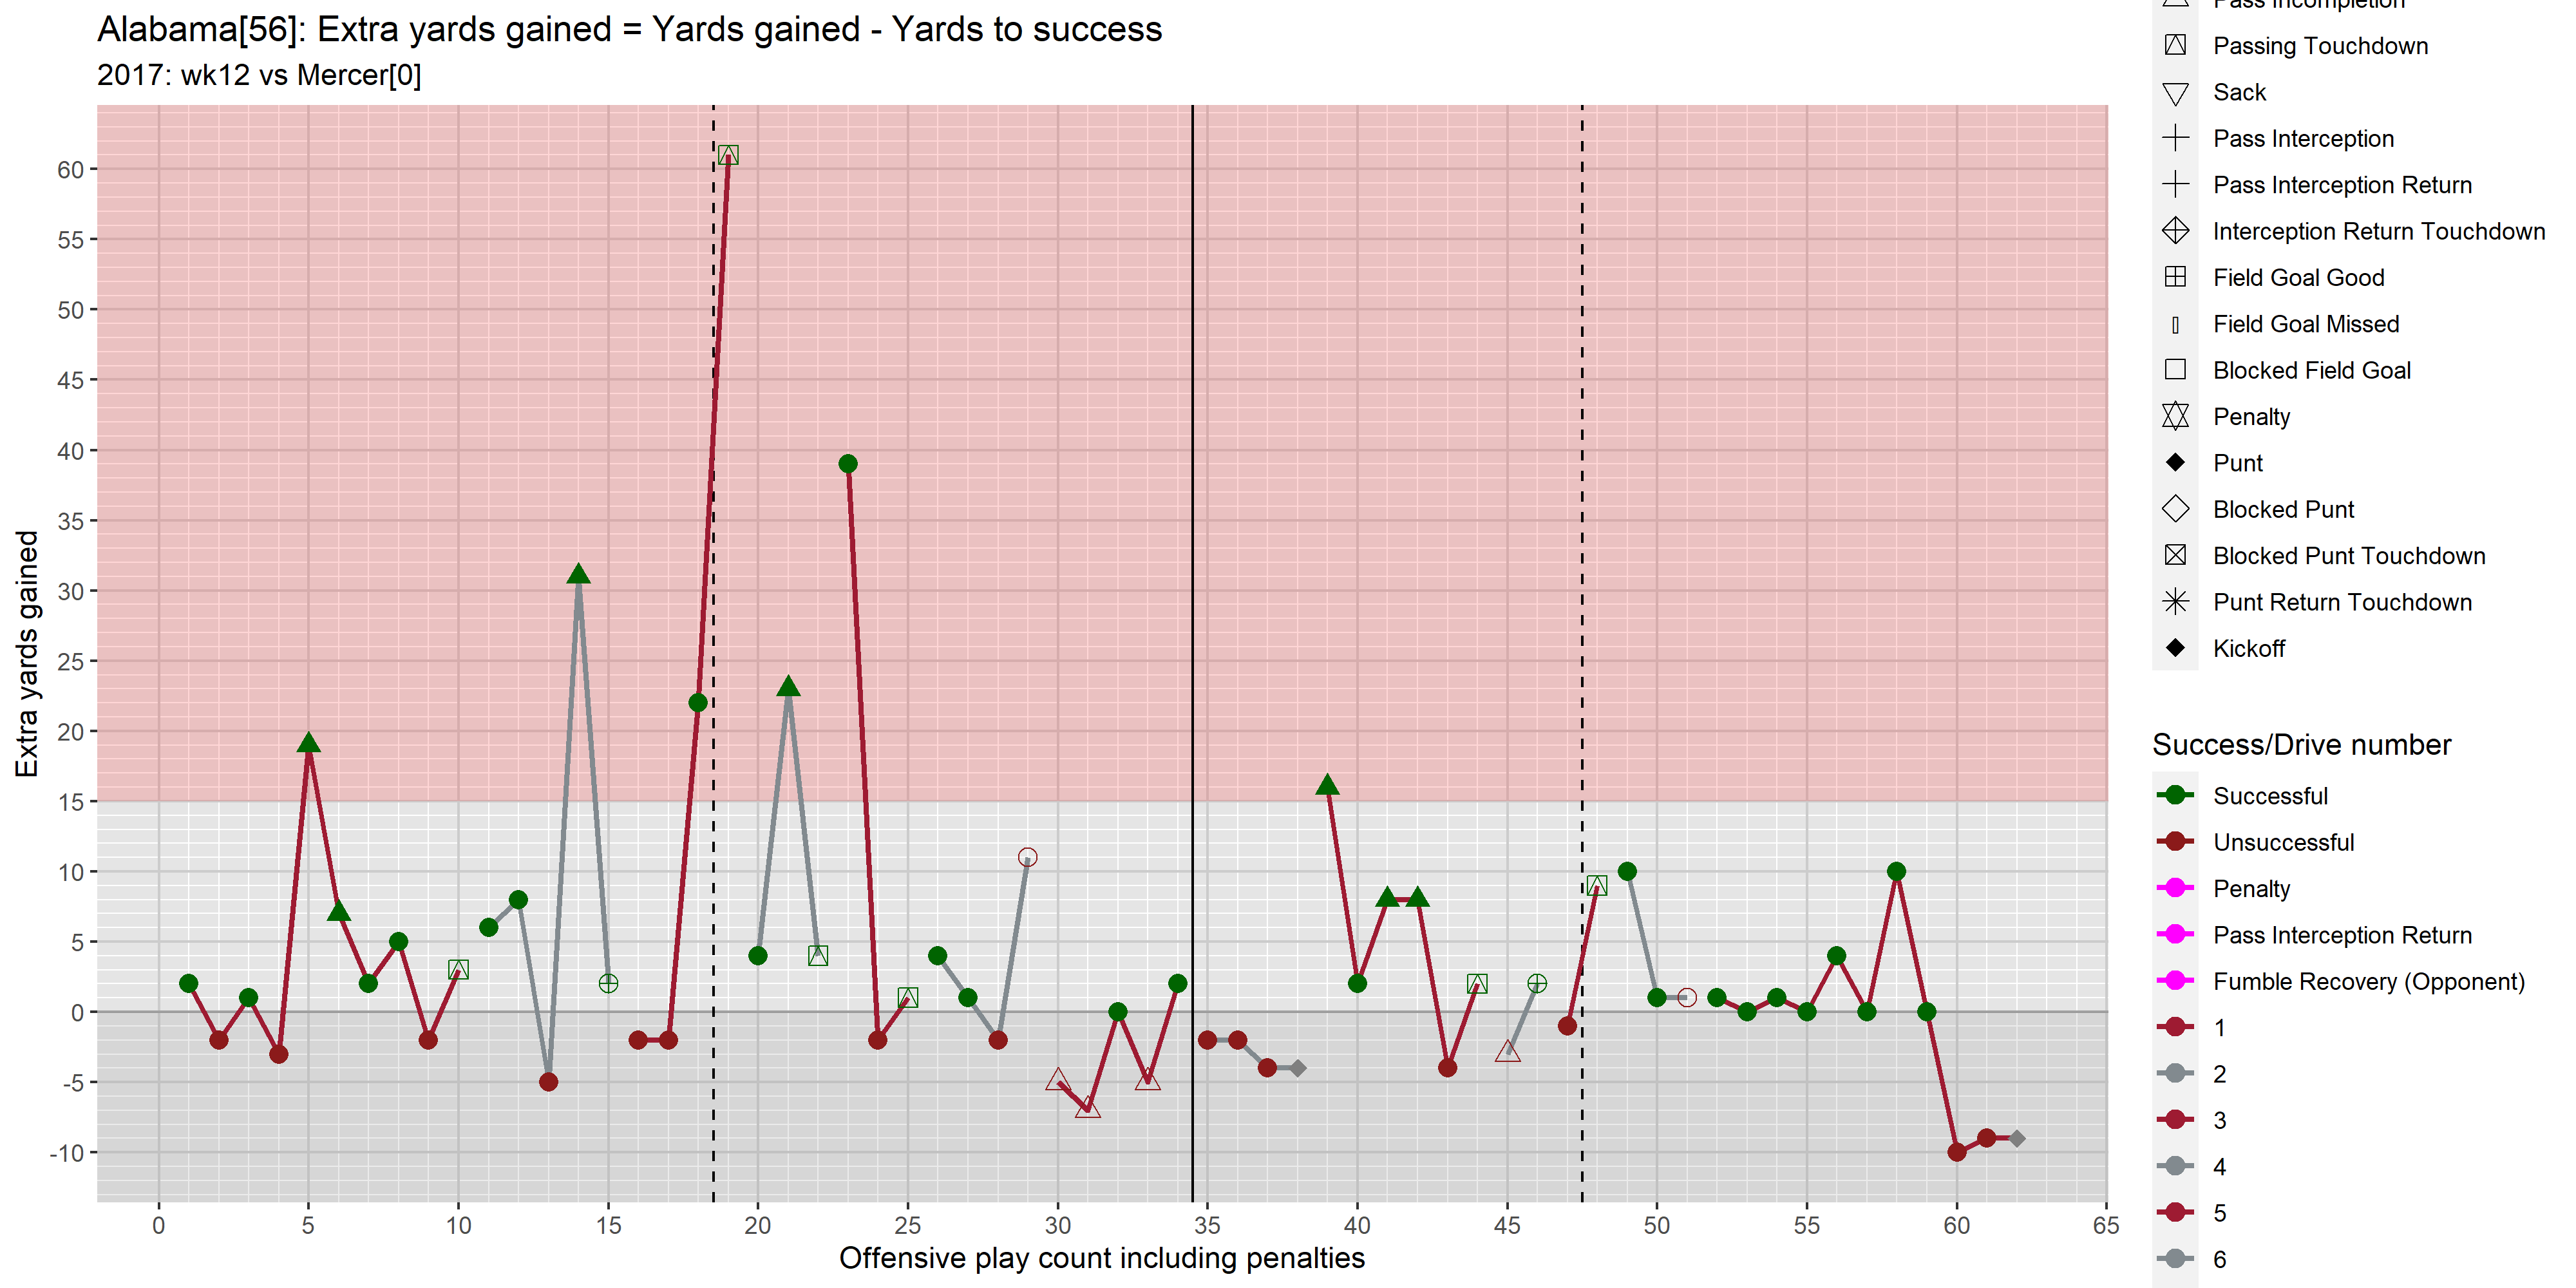 Alabama[56]: Extra yards gained = Yards gained - Yards to success
2017: wk12 vs Mercer[0]
Extra yards gained
60
55
50
45
40
35
30
25
20
15
10
5
0
-5
-10
0 5 10 15 20 25 30 35 40 45 50 55 60 65
Offensive play count including penalties
Pass Incompletion
Passing Touchdown
Sack
Pass Interception
Pass Interception Return
Interception Return Touchdown
Field Goal Good
Field Goal Missed
Blocked Field Goal
Penalty
Punt
Blocked Punt
Blocked Punt Touchdown
Punt Return Touchdown
Kickoff
Success/Drive number
Successful
Unsuccessful
Penalty
Pass Interception Return
Fumble Recovery (Opponent)
1
2
3
4
5
6